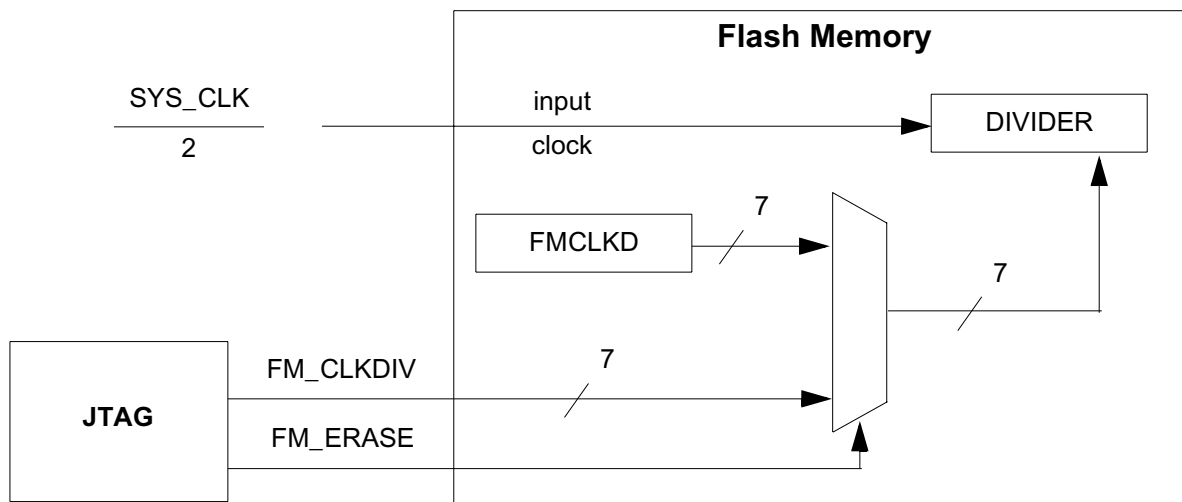 Flash Memory
SYS_CLK
2
input
clock
DIVIDER
7
FMCLKD
7
FM_CLKDIV
7
JTAG
FM_ERASE